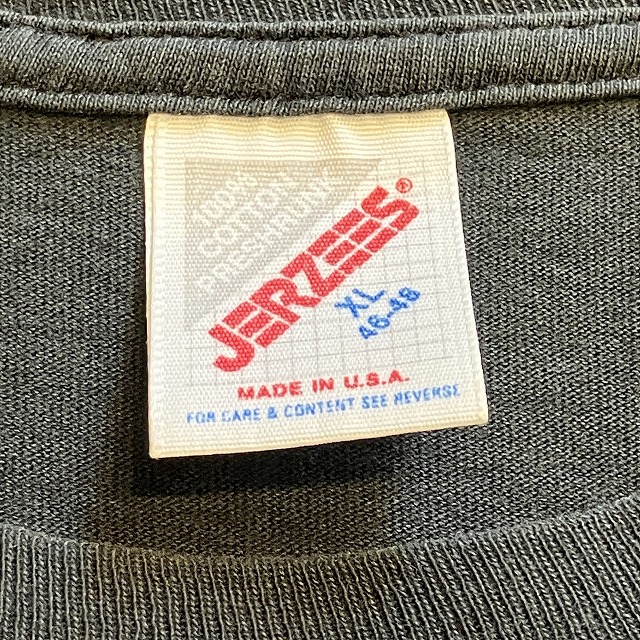 100%
COTTON
PRESHRUNK
JERZEES®
XL
46-48
MADE IN U.S.A.
FOR CARE & CONTENT SEE REVERSE